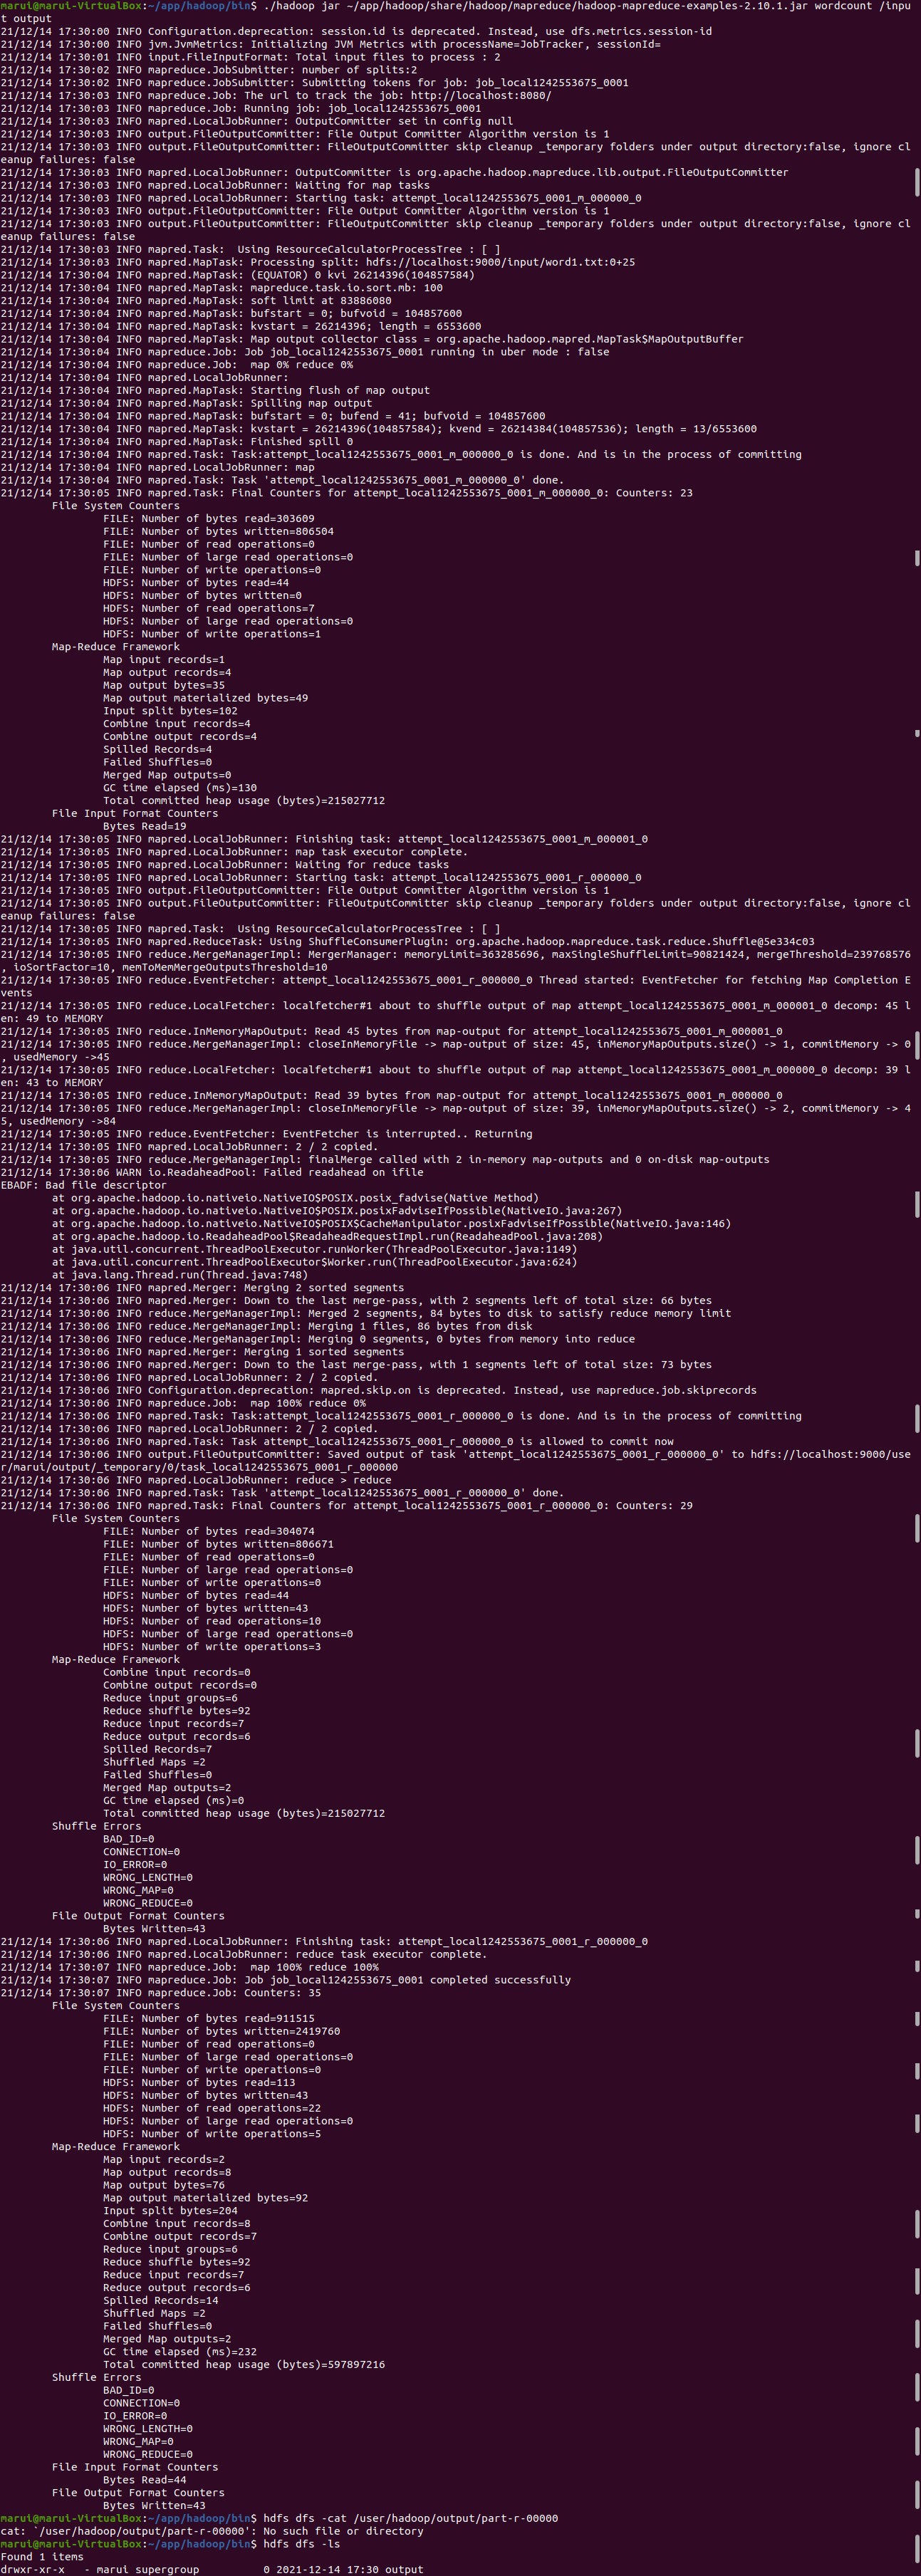 marui@marui-VirtualBox:~/app/hadoop/bin$ ./hadoop jar ~/app/hadoop/share/hadoop/mapreduce/hadoop-mapreduce-examples-2.10.1.jar wordcount /inpu
t output
21/12/14 17:30:00 INFO Configuration.deprecation: session.id is deprecated. Instead, use dfs.metrics.session-id
21/12/14 17:30:00 INFO jvm.JvmMetrics: Initializing JVM Metrics with processName=JobTracker, sessionId=
21/12/14 17:30:01 INFO input.FileInputFormat: Total input files to process : 2
21/12/14 17:30:02 INFO mapreduce.JobSubmitter: number of splits:2
21/12/14 17:30:02 INFO mapreduce.JobSubmitter: Submitting tokens for job: job_local1242553675_0001
21/12/14 17:30:03 INFO mapreduce.Job: The url to track the job: http://localhost:8080/
21/12/14 17:30:03 INFO mapreduce.Job: Running job: job_local1242553675_0001
21/12/14 17:30:03 INFO mapred.LocalJobRunner: OutputCommitter set in config null
21/12/14 17:30:03 INFO output.FileOutputCommitter: File Output Committer Algorithm version is 1
21/12/14 17:30:03 INFO output.FileOutputCommitter: FileOutputCommitter skip cleanup _temporary folders under output directory:false, ignore cl
eanup failures: false
21/12/14 17:30:03 INFO mapred.LocalJobRunner: OutputCommitter is org.apache.hadoop.mapreduce.lib.output.FileOutputCommitter
21/12/14 17:30:03 INFO mapred.LocalJobRunner: Waiting for map tasks
21/12/14 17:30:03 INFO mapred.LocalJobRunner: Starting task: attempt_local1242553675_0001_m_000000_0
21/12/14 17:30:03 INFO output.FileOutputCommitter: File Output Committer Algorithm version is 1
21/12/14 17:30:03 INFO output.FileOutputCommitter: FileOutputCommitter skip cleanup _temporary folders under output directory:false, ignore cl
eanup failures: false
21/12/14 17:30:03 INFO mapred.Task:  Using ResourceCalculatorProcessTree : [ ]
21/12/14 17:30:03 INFO mapred.MapTask: Processing split: hdfs://localhost:9000/input/word1.txt:0+25
21/12/14 17:30:04 INFO mapred.MapTask: (EQUATOR) 0 kvi 26214396(104857584)
21/12/14 17:30:04 INFO mapred.MapTask: mapreduce.task.io.sort.mb: 100
21/12/14 17:30:04 INFO mapred.MapTask: soft limit at 83886080
21/12/14 17:30:04 INFO mapred.MapTask: bufstart = 0; bufvoid = 104857600
21/12/14 17:30:04 INFO mapred.MapTask: kvstart = 26214396; length = 6553600
21/12/14 17:30:04 INFO mapred.MapTask: Map output collector class = org.apache.hadoop.mapred.MapTask$MapOutputBuffer
21/12/14 17:30:04 INFO mapreduce.Job: Job job_local1242553675_0001 running in uber mode : false
21/12/14 17:30:04 INFO mapreduce.Job:  map 0% reduce 0%
21/12/14 17:30:04 INFO mapred.LocalJobRunner:
21/12/14 17:30:04 INFO mapred.MapTask: Starting flush of map output
21/12/14 17:30:04 INFO mapred.MapTask: Spilling map output
21/12/14 17:30:04 INFO mapred.MapTask: bufstart = 0; bufend = 41; bufvoid = 104857600
21/12/14 17:30:04 INFO mapred.MapTask: kvstart = 26214396(104857584); kvend = 26214384(104857536); length = 13/6553600
21/12/14 17:30:04 INFO mapred.MapTask: Finished spill 0
21/12/14 17:30:04 INFO mapred.Task: Task:attempt_local1242553675_0001_m_000000_0 is done. And is in the process of committing
21/12/14 17:30:04 INFO mapred.LocalJobRunner: map
21/12/14 17:30:04 INFO mapred.Task: Task 'attempt_local1242553675_0001_m_000000_0' done.
21/12/14 17:30:05 INFO mapred.Task: Final Counters for attempt_local1242553675_0001_m_000000_0: Counters: 23
File System Counters
FILE: Number of bytes read=303609
FILE: Number of bytes written=806504
FILE: Number of read operations=0
FILE: Number of large read operations=0
FILE: Number of write operations=0
HDFS: Number of bytes read=44
HDFS: Number of bytes written=0
HDFS: Number of read operations=7
HDFS: Number of large read operations=0
HDFS: Number of write operations=1
Map-Reduce Framework
Map input records=1
Map output records=4
Map output bytes=35
Map output materialized bytes=49
Input split bytes=102
Combine input records=4
Combine output records=4
Spilled Records=4
Failed Shuffles=0
Merged Map outputs=0
GC time elapsed (ms)=130
Total committed heap usage (bytes)=215027712
File Input Format Counters
Bytes Read=19
21/12/14 17:30:05 INFO mapred.LocalJobRunner: Finishing task: attempt_local1242553675_0001_m_000001_0
21/12/14 17:30:05 INFO mapred.LocalJobRunner: map task executor complete.
21/12/14 17:30:05 INFO mapred.LocalJobRunner: Waiting for reduce tasks
21/12/14 17:30:05 INFO mapred.LocalJobRunner: Starting task: attempt_local1242553675_0001_r_000000_0
21/12/14 17:30:05 INFO output.FileOutputCommitter: File Output Committer Algorithm version is 1
21/12/14 17:30:05 INFO output.FileOutputCommitter: FileOutputCommitter skip cleanup _temporary folders under output directory:false, ignore cl
eanup failures: false
21/12/14 17:30:05 INFO mapred.Task:  Using ResourceCalculatorProcessTree : [ ]
21/12/14 17:30:05 INFO mapred.ReduceTask: Using ShuffleConsumerPlugin: org.apache.hadoop.mapreduce.task.reduce.Shuffle@5e334c03
21/12/14 17:30:05 INFO reduce.MergeManagerImpl: MergerManager: memoryLimit=363285696, maxSingleShuffleLimit=90821424, mergeThreshold=239768576
, ioSortFactor=10, memToMemMergeOutputsThreshold=10
21/12/14 17:30:05 INFO reduce.EventFetcher: attempt_local1242553675_0001_r_000000_0 Thread started: EventFetcher for fetching Map Completion E
vents
21/12/14 17:30:05 INFO reduce.LocalFetcher: localfetcher#1 about to shuffle output of map attempt_local1242553675_0001_m_000001_0 decomp: 45 l
en: 49 to MEMORY
21/12/14 17:30:05 INFO reduce.InMemoryMapOutput: Read 45 bytes from map-output for attempt_local1242553675_0001_m_000001_0
21/12/14 17:30:05 INFO reduce.MergeManagerImpl: closeInMemoryFile -> map-output of size: 45, inMemoryMapOutputs.size() -> 1, commitMemory -> 0
, usedMemory ->45
21/12/14 17:30:05 INFO reduce.LocalFetcher: localfetcher#1 about to shuffle output of map attempt_local1242553675_0001_m_000000_0 decomp: 39 l
en: 43 to MEMORY
21/12/14 17:30:05 INFO reduce.InMemoryMapOutput: Read 39 bytes from map-output for attempt_local1242553675_0001_m_000000_0
21/12/14 17:30:05 INFO reduce.MergeManagerImpl: closeInMemoryFile -> map-output of size: 39, inMemoryMapOutputs.size() -> 2, commitMemory -> 4
5, usedMemory ->84
21/12/14 17:30:05 INFO reduce.EventFetcher: EventFetcher is interrupted.. Returning
21/12/14 17:30:05 INFO mapred.LocalJobRunner: 2 / 2 copied.
21/12/14 17:30:05 INFO reduce.MergeManagerImpl: finalMerge called with 2 in-memory map-outputs and 0 on-disk map-outputs
21/12/14 17:30:06 WARN io.ReadaheadPool: Failed readahead on ifile
EBADF: Bad file descriptor
at org.apache.hadoop.io.nativeio.NativeIO$POSIX.posix_fadvise(Native Method)
at org.apache.hadoop.io.nativeio.NativeIO$POSIX.posixFadviseIfPossible(NativeIO.java:267)
at org.apache.hadoop.io.nativeio.NativeIO$POSIX$CacheManipulator.posixFadviseIfPossible(NativeIO.java:146)
at org.apache.hadoop.io.ReadaheadPool$ReadaheadRequestImpl.run(ReadaheadPool.java:208)
at java.util.concurrent.ThreadPoolExecutor.runWorker(ThreadPoolExecutor.java:1149)
at java.util.concurrent.ThreadPoolExecutor$Worker.run(ThreadPoolExecutor.java:624)
at java.lang.Thread.run(Thread.java:748)
21/12/14 17:30:06 INFO mapred.Merger: Merging 2 sorted segments
21/12/14 17:30:06 INFO mapred.Merger: Down to the last merge-pass, with 2 segments left of total size: 66 bytes
21/12/14 17:30:06 INFO reduce.MergeManagerImpl: Merged 2 segments, 84 bytes to disk to satisfy reduce memory limit
21/12/14 17:30:06 INFO reduce.MergeManagerImpl: Merging 1 files, 86 bytes from disk
21/12/14 17:30:06 INFO reduce.MergeManagerImpl: Merging 0 segments, 0 bytes from memory into reduce
21/12/14 17:30:06 INFO mapred.Merger: Merging 1 sorted segments
21/12/14 17:30:06 INFO mapred.Merger: Down to the last merge-pass, with 1 segments left of total size: 73 bytes
21/12/14 17:30:06 INFO mapred.LocalJobRunner: 2 / 2 copied.
21/12/14 17:30:06 INFO Configuration.deprecation: mapred.skip.on is deprecated. Instead, use mapreduce.job.skiprecords
21/12/14 17:30:06 INFO mapreduce.Job:  map 100% reduce 0%
21/12/14 17:30:06 INFO mapred.Task: Task:attempt_local1242553675_0001_r_000000_0 is done. And is in the process of committing
21/12/14 17:30:06 INFO mapred.LocalJobRunner: 2 / 2 copied.
21/12/14 17:30:06 INFO mapred.Task: Task attempt_local1242553675_0001_r_000000_0 is allowed to commit now
21/12/14 17:30:06 INFO output.FileOutputCommitter: Saved output of task 'attempt_local1242553675_0001_r_000000_0' to hdfs://localhost:9000/use
r/marui/output/_temporary/0/task_local1242553675_0001_r_000000
21/12/14 17:30:06 INFO mapred.LocalJobRunner: reduce > reduce
21/12/14 17:30:06 INFO mapred.Task: Task 'attempt_local1242553675_0001_r_000000_0' done.
21/12/14 17:30:06 INFO mapred.Task: Final Counters for attempt_local1242553675_0001_r_000000_0: Counters: 29
File System Counters
FILE: Number of bytes read=304074
FILE: Number of bytes written=806671
FILE: Number of read operations=0
FILE: Number of large read operations=0
FILE: Number of write operations=0
HDFS: Number of bytes read=44
HDFS: Number of bytes written=43
HDFS: Number of read operations=10
HDFS: Number of large read operations=0
HDFS: Number of write operations=3
Map-Reduce Framework
Combine input records=0
Combine output records=0
Reduce input groups=6
Reduce shuffle bytes=92
Reduce input records=7
Reduce output records=6
Spilled Records=7
Shuffled Maps =2
Failed Shuffles=0
Merged Map outputs=2
GC time elapsed (ms)=0
Total committed heap usage (bytes)=215027712
Shuffle Errors
BAD_ID=0
CONNECTION=0
IO_ERROR=0
WRONG_LENGTH=0
WRONG_MAP=0
WRONG_REDUCE=0
File Output Format Counters
Bytes Written=43
21/12/14 17:30:06 INFO mapred.LocalJobRunner: Finishing task: attempt_local1242553675_0001_r_000000_0
21/12/14 17:30:06 INFO mapred.LocalJobRunner: reduce task executor complete.
21/12/14 17:30:07 INFO mapreduce.Job:  map 100% reduce 100%
21/12/14 17:30:07 INFO mapreduce.Job: Job job_local1242553675_0001 completed successfully
21/12/14 17:30:07 INFO mapreduce.Job: Counters: 35
File System Counters
FILE: Number of bytes read=911515
FILE: Number of bytes written=2419760
FILE: Number of read operations=0
FILE: Number of large read operations=0
FILE: Number of write operations=0
HDFS: Number of bytes read=113
HDFS: Number of bytes written=43
HDFS: Number of read operations=22
HDFS: Number of large read operations=0
HDFS: Number of write operations=5
Map-Reduce Framework
Map input records=2
Map output records=8
Map output bytes=76
Map output materialized bytes=92
Input split bytes=204
Combine input records=8
Combine output records=7
Reduce input groups=6
Reduce shuffle bytes=92
Reduce input records=7
Reduce output records=6
Spilled Records=14
Shuffled Maps =2
Failed Shuffles=0
Merged Map outputs=2
GC time elapsed (ms)=232
Total committed heap usage (bytes)=597897216
Shuffle Errors
BAD_ID=0
CONNECTION=0
IO_ERROR=0
WRONG_LENGTH=0
WRONG_MAP=0
WRONG_REDUCE=0
File Input Format Counters
Bytes Read=44
File Output Format Counters
Bytes Written=43
marui@marui-VirtualBox:~/app/hadoop/bin$ hdfs dfs -cat /user/hadoop/output/part-r-00000
cat: `/user/hadoop/output/part-r-00000': No such file or directory
marui@marui-VirtualBox:~/app/hadoop/bin$ hdfs dfs -ls
Found 1 items
drwxr-xr-x   - marui supergroup          0 2021-12-14 17:30 output